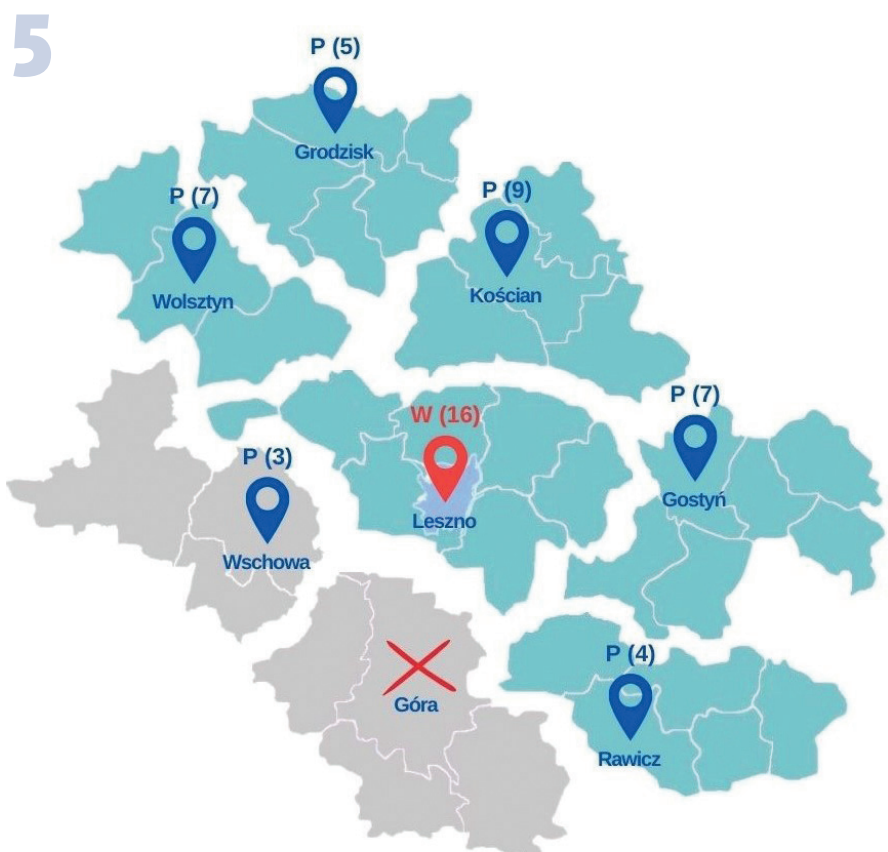 5
P (5)
Grodzisk
P (7)
Wolsztyn
P (9)
Kościan
W (16)
Leszno
P (7)
Gostyń
P (3)
Wschowa
Góra
P (4)
Rawicz